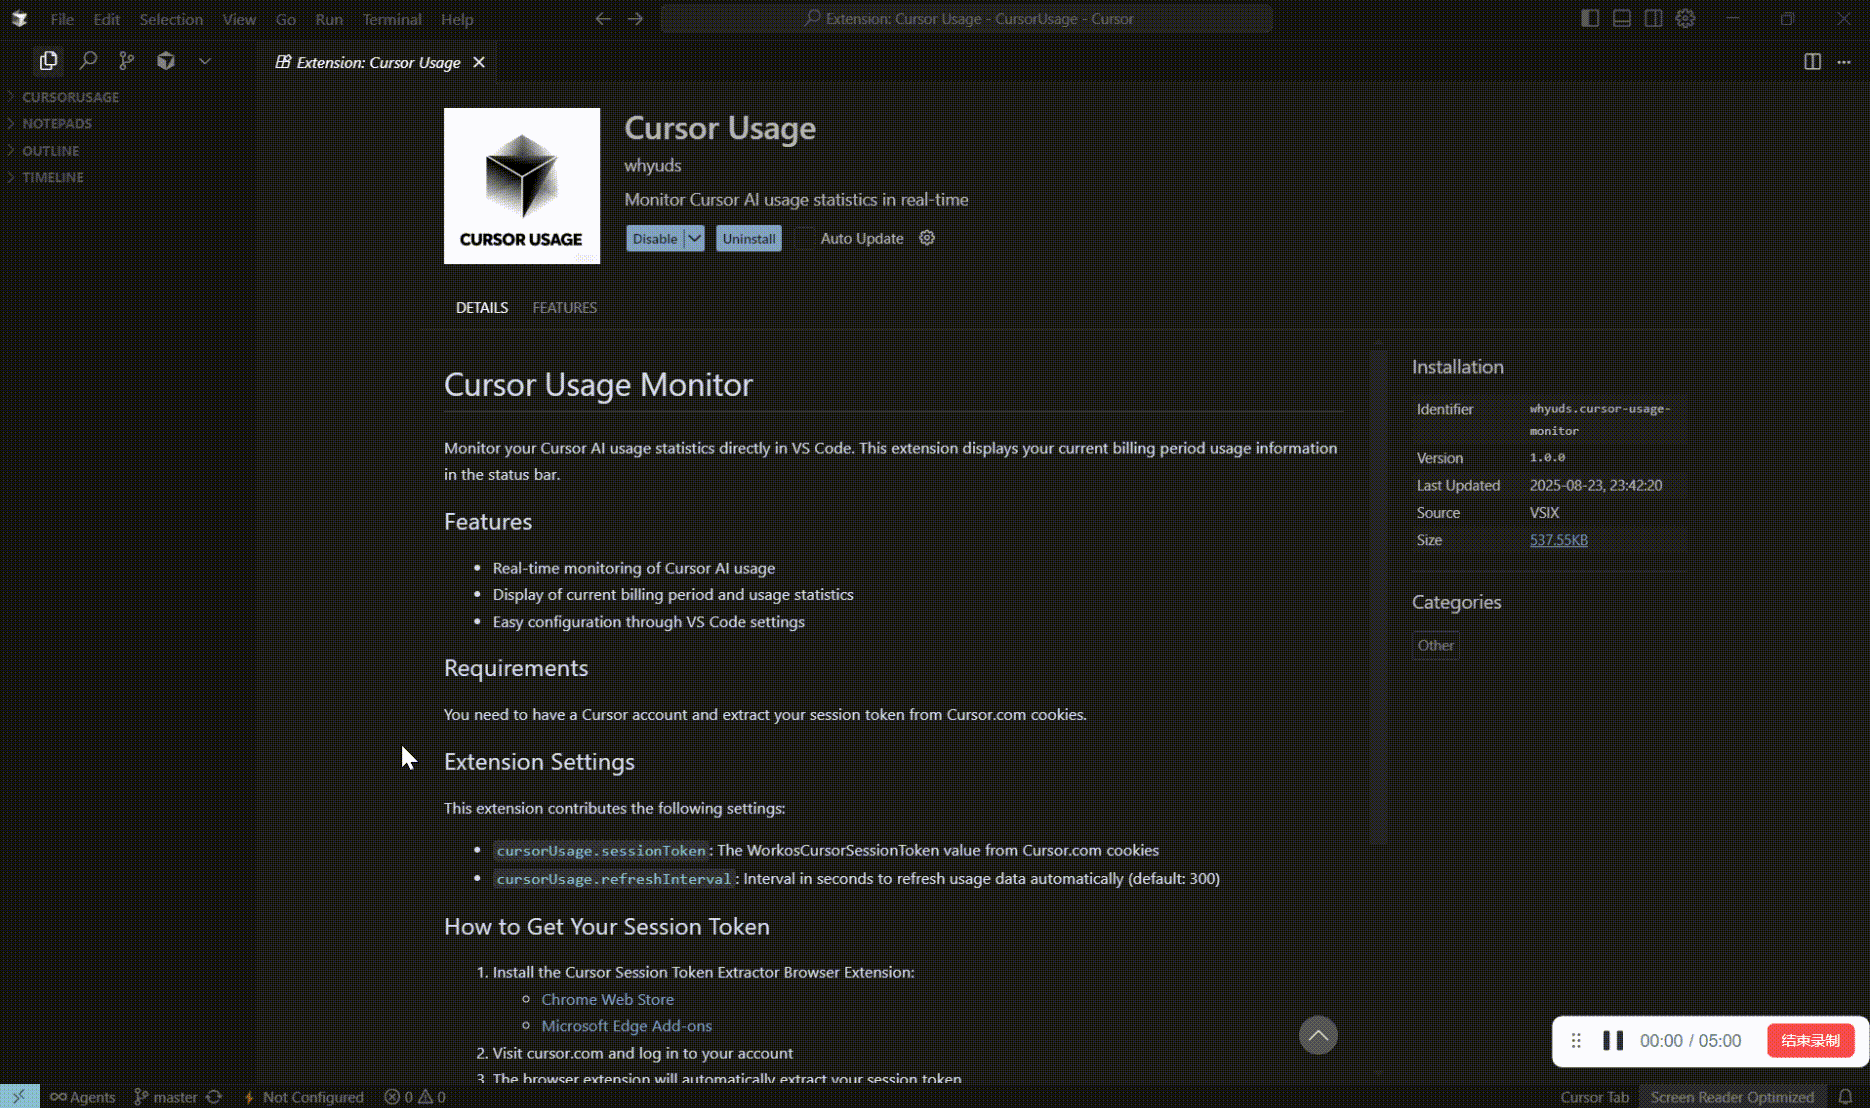 File Edit Selection View Go Run Terminal Help
Extension: Cursor Usage - CursorUsage - Cursor
Extension: Cursor Usage
CURSORUSAGE
NOTEPADS
OUTLINE
TIMELINE
CURSOR USAGE
Cursor Usage
whyuds
Monitor Cursor AI usage statistics in real-time
Disable Uninstall Auto Update
DETAILS FEATURES
Cursor Usage Monitor
Monitor your Cursor AI usage statistics directly in VS Code. This extension displays your current billing period usage information
in the status bar.
Features
• Real-time monitoring of Cursor AI usage
• Display of current billing period and usage statistics
• Easy configuration through VS Code settings
Requirements
You need to have a Cursor account and extract your session token from Cursor.com cookies.
Extension Settings
This extension contributes the following settings:
• cursorUsage.sessionToken: The WorkosCursorSessionToken value from Cursor.com cookies
• cursorUsage.refreshInterval: Interval in seconds to refresh usage data automatically (default: 300)
How to Get Your Session Token
1. Install the Cursor Session Token Extractor Browser Extension:
Chrome Web Store
Microsoft Edge Add-ons
2. Visit cursor.com and log in to your account
3. The browser extension will automatically extract your session token
Installation
Identifier whyuds.cursor-usage-
monitor
Version 1.0.0
Last Updated 2025-08-23, 23:42:20
Source VSIX
Size 537.55KB
Categories
Other
00:00 / 05:00 结束录制
Agents master Not Configured 0 0 Cursor Tab Screen Reader Optimized